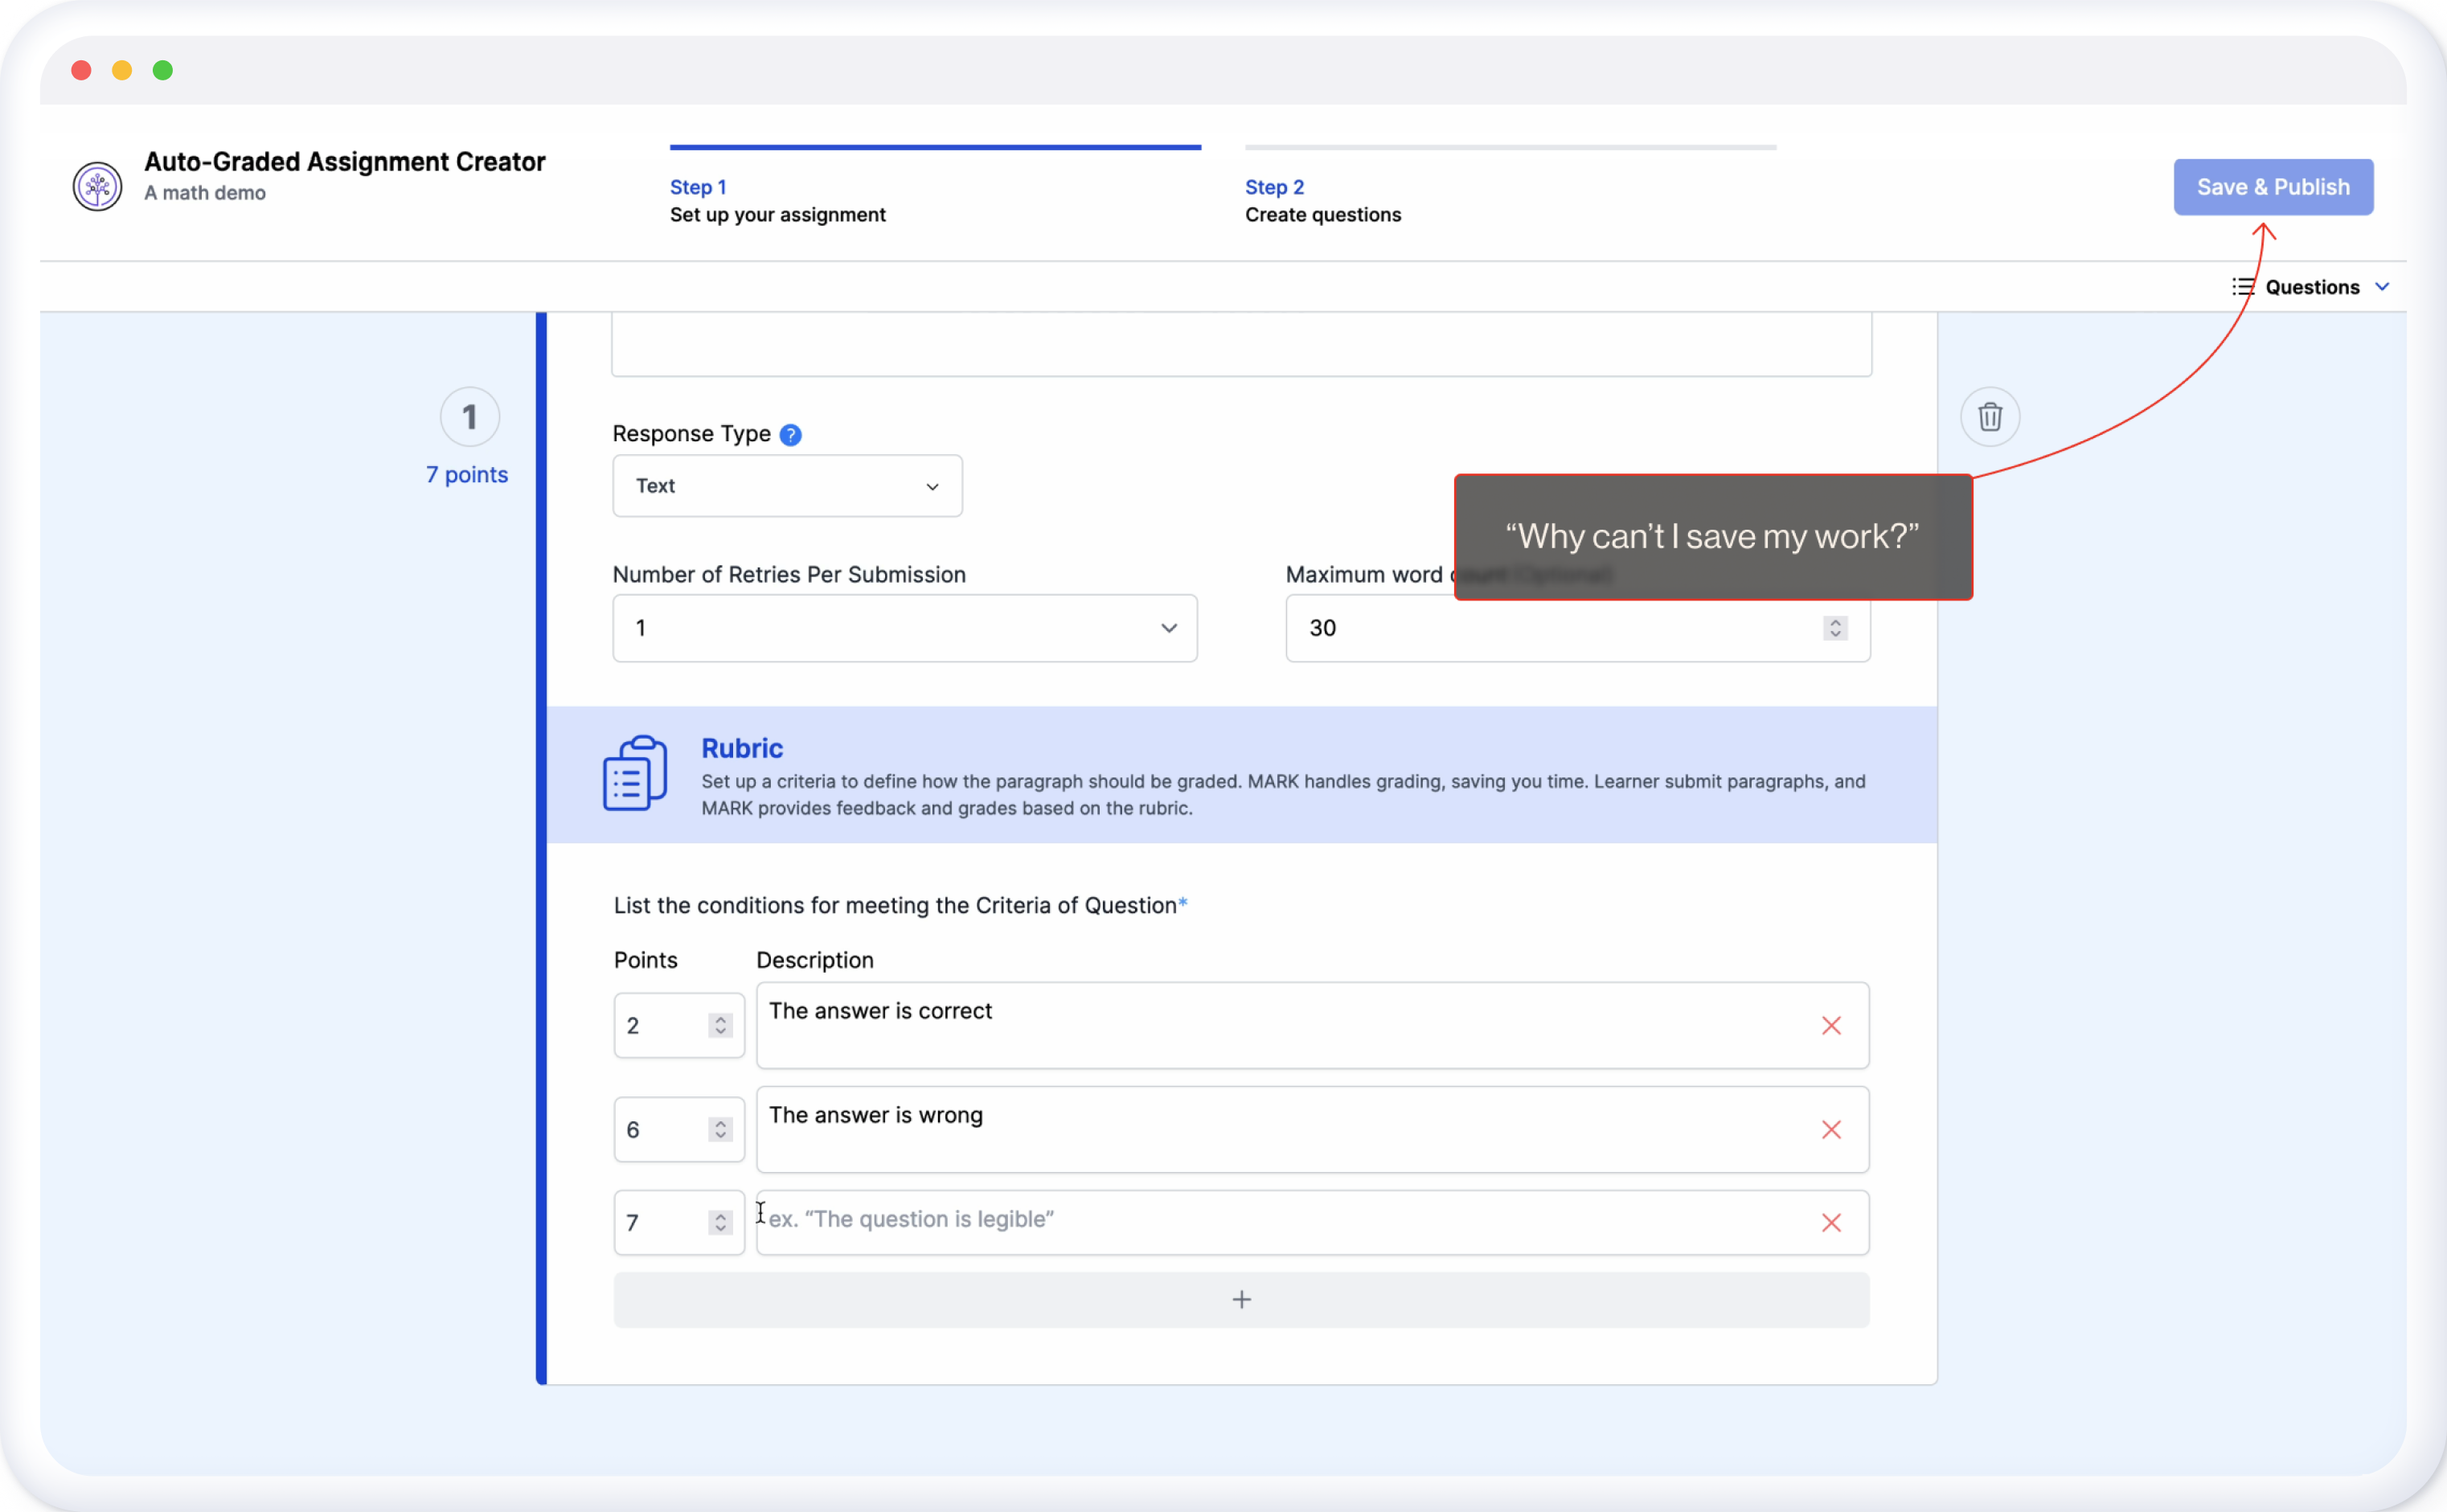 Auto-Graded Assignment Creator
A math demo
Step 1
Set up your assignment
Step 2
Create questions
Save & Publish
Questions
1
7 points
Response Type ?
Text
“Why can’t I save my work?”
Number of Retries Per Submission
1
Maximum word count (Optional)
30
Rubric
Set up a criteria to define how the paragraph should be graded. MARK handles grading, saving you time. Learner submit paragraphs, and
MARK provides feedback and grades based on the rubric.
List the conditions for meeting the Criteria of Question*
Points Description
2 The answer is correct
6 The answer is wrong
7 ex. “The question is legible”
+